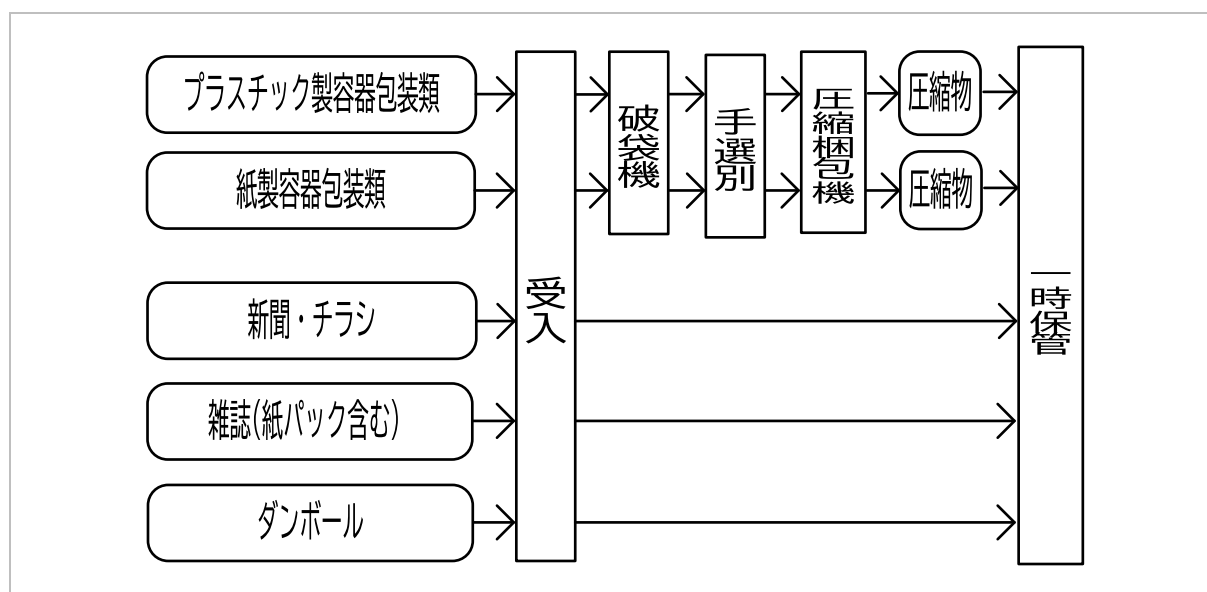 プラスチック製容器包装類
紙製容器包装類
新聞・チラシ
雑誌(紙パック含む)
ダンボール
受入
破袋機
手選別
圧縮梱包機
圧縮物
圧縮物
一時保管